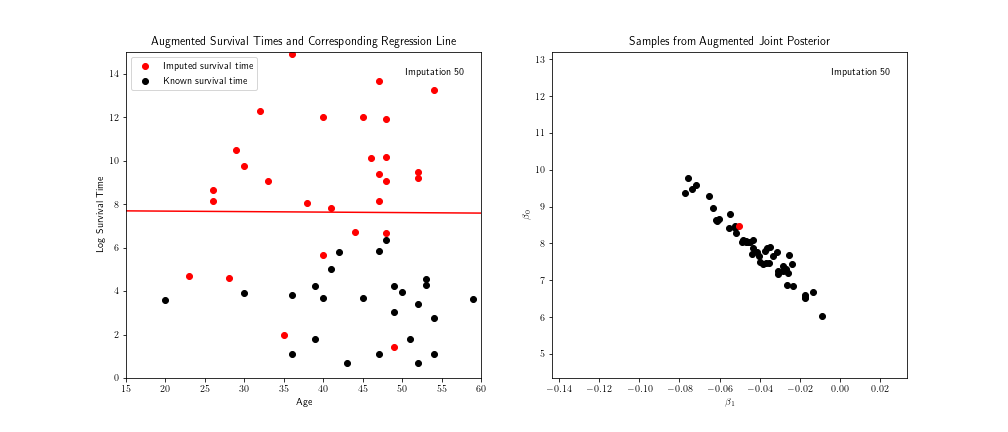 Augmented Survival Times and Corresponding Regression Line
Imputed survival time
Known survival time
Imputation 50
14
12
10
8
6
4
2
0
Log Survival Time
15 20 25 30 35 40 45 50 55 60
Age
Samples from Augmented Joint Posterior
Imputation 50
13
12
11
10
9
8
7
6
5
β0
−0.14 −0.12 −0.10 −0.08 −0.06 −0.04 −0.02 0.00 0.02
β1